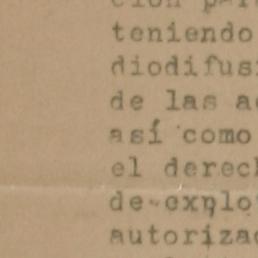 teniendo
diodifus
de las a
así como
el derec
de-explo
autoriza